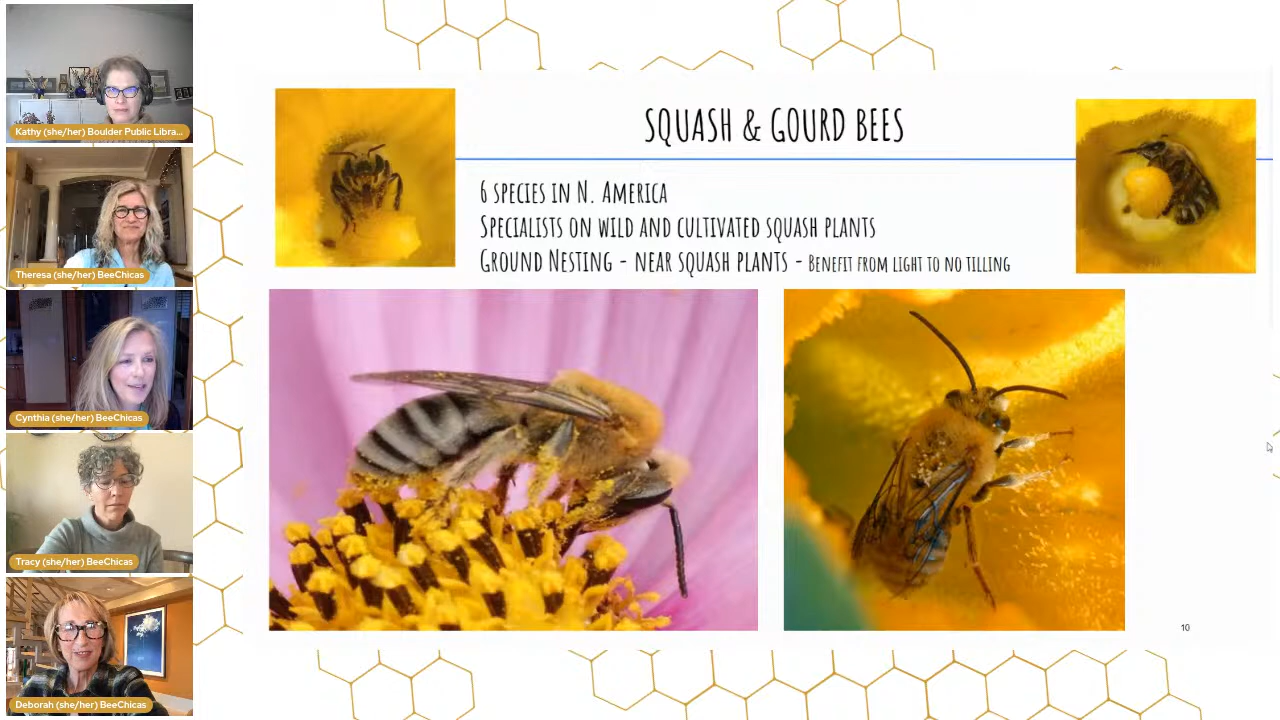 Kathy (she/her) Boulder Public Libra...
Theresa (she/her) BeeChicas
Cynthia (she/her) BeeChicas
Tracy (she/her) BeeChicas
Deborah (she/her) BeeChicas
SQUASH & GOURD BEES
6 SPECIES IN N. AMERICA
SPECIALISTS ON WILD AND CULTIVATED SQUASH PLANTS
GROUND NESTING - NEAR SQUASH PLANTS - BENEFIT FROM LIGHT TO NO TILLING
10